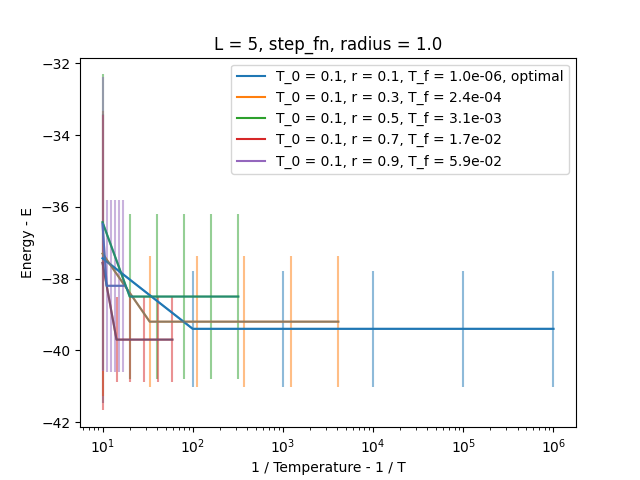 L = 5, step_fn, radius = 1.0
T_0 = 0.1, r = 0.1, T_f = 1.0e-06, optimal
T_0 = 0.1, r = 0.3, T_f = 2.4e-04
T_0 = 0.1, r = 0.5, T_f = 3.1e-03
T_0 = 0.1, r = 0.7, T_f = 1.7e-02
T_0 = 0.1, r = 0.9, T_f = 5.9e-02
Energy - E
−32
−34
−36
−38
−40
−42
10¹ 10² 10³ 10⁴ 10⁵ 10⁶
1 / Temperature - 1 / T